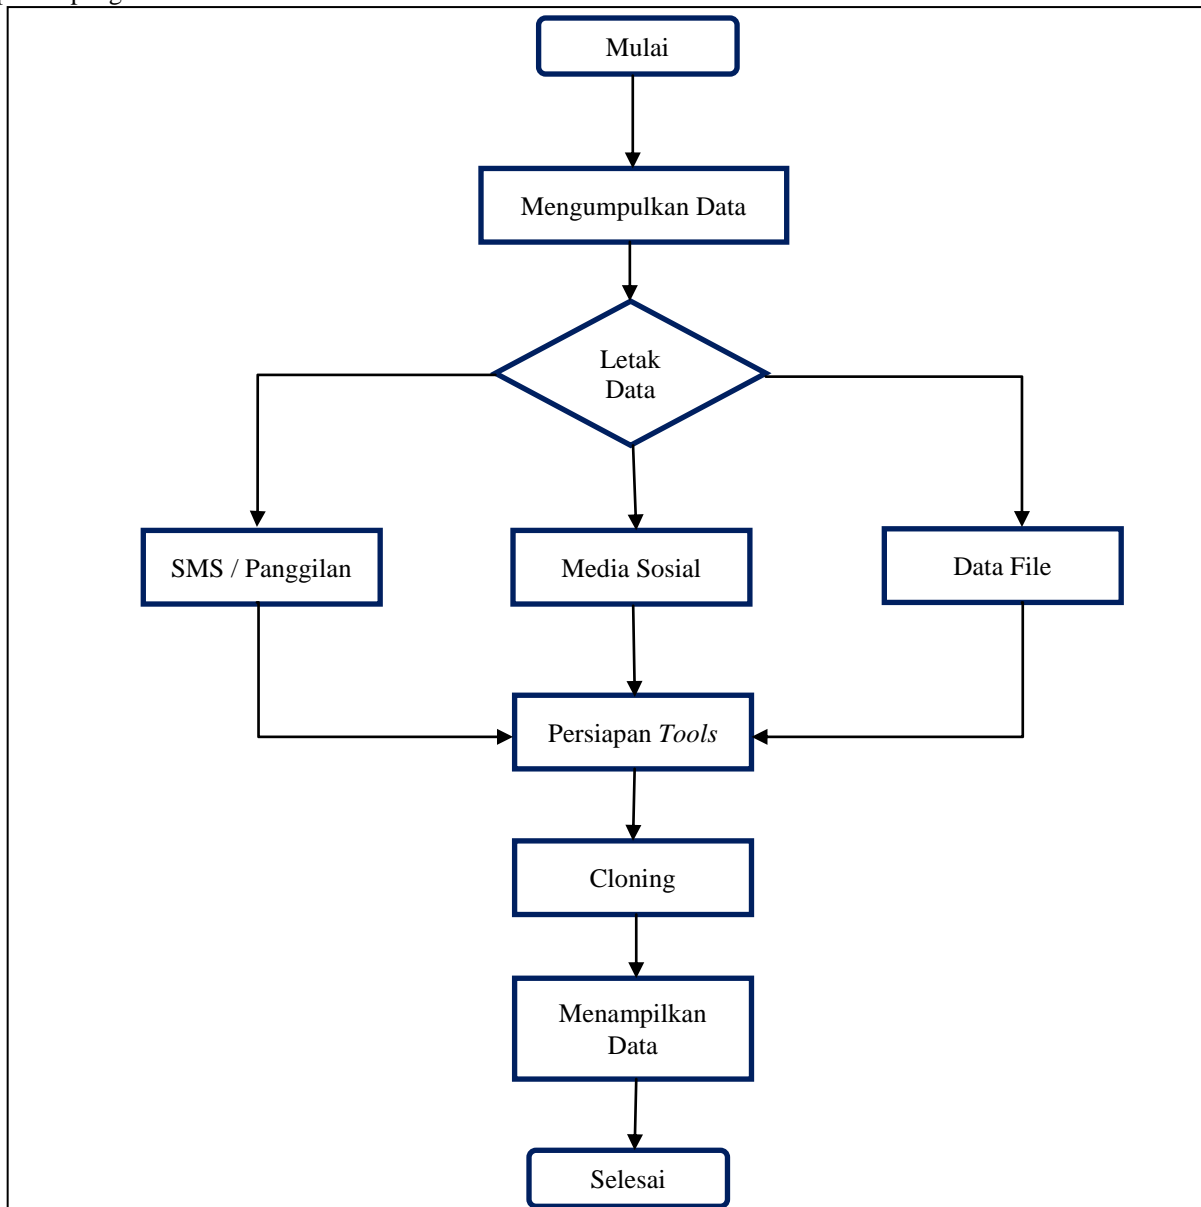 Mulai
Mengumpulkan Data
Letak
Data
SMS / Panggilan
Media Sosial
Data File
Persiapan Tools
Cloning
Menampilkan
Data
Selesai